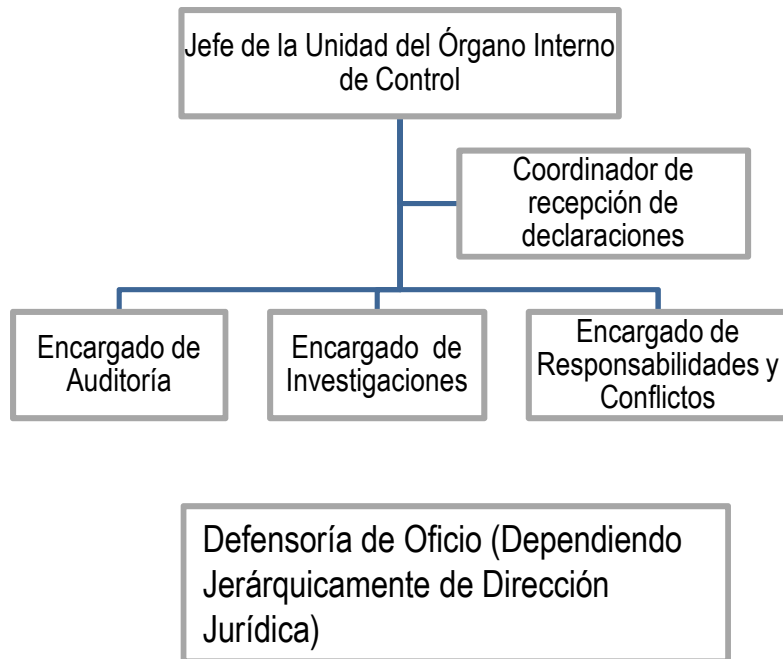 Jefe de la Unidad del Órgano Interno
de Control
Coordinador de
recepción de
declaraciones
Encargado de
Auditoría
Encargado de
Investigaciones
Encargado de
Responsabilidades y
Conflictos
Defensoría de Oficio (Dependiendo
Jerárquicamente de Dirección
Jurídica)